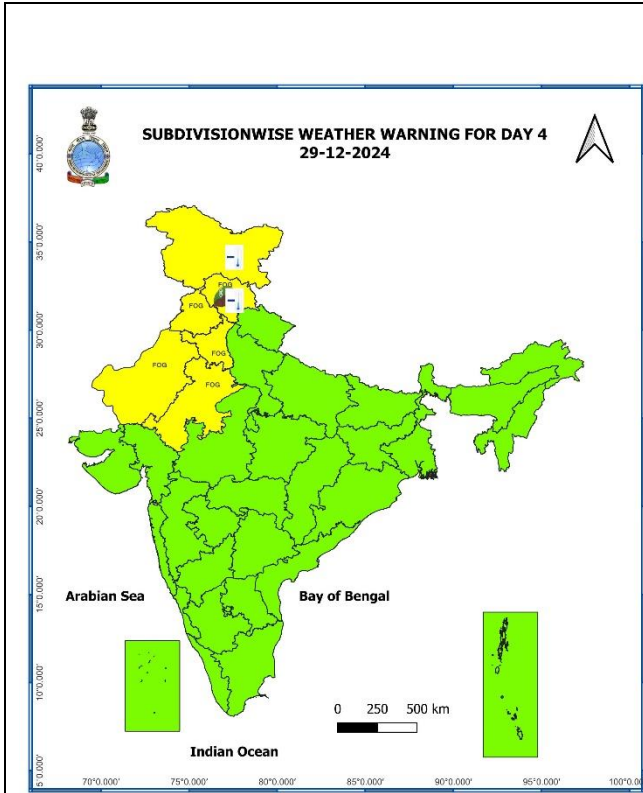 SUBDIVISIONWISE WEATHER WARNING FOR DAY 4
29-12-2024
40°0.000'
35°0.000'
FOG
FOG
30°0.000'
FOG
FOG
FOG
25°0.000'
20°0.000'
15°0.000'
Arabian Sea
Bay of Bengal
10°0.000'
0 250 500 km
Indian Ocean
5°0.000'
70°0.000' 75°0.000' 80°0.000' 85°0.000' 90°0.000' 95°0.000' 100°0.0